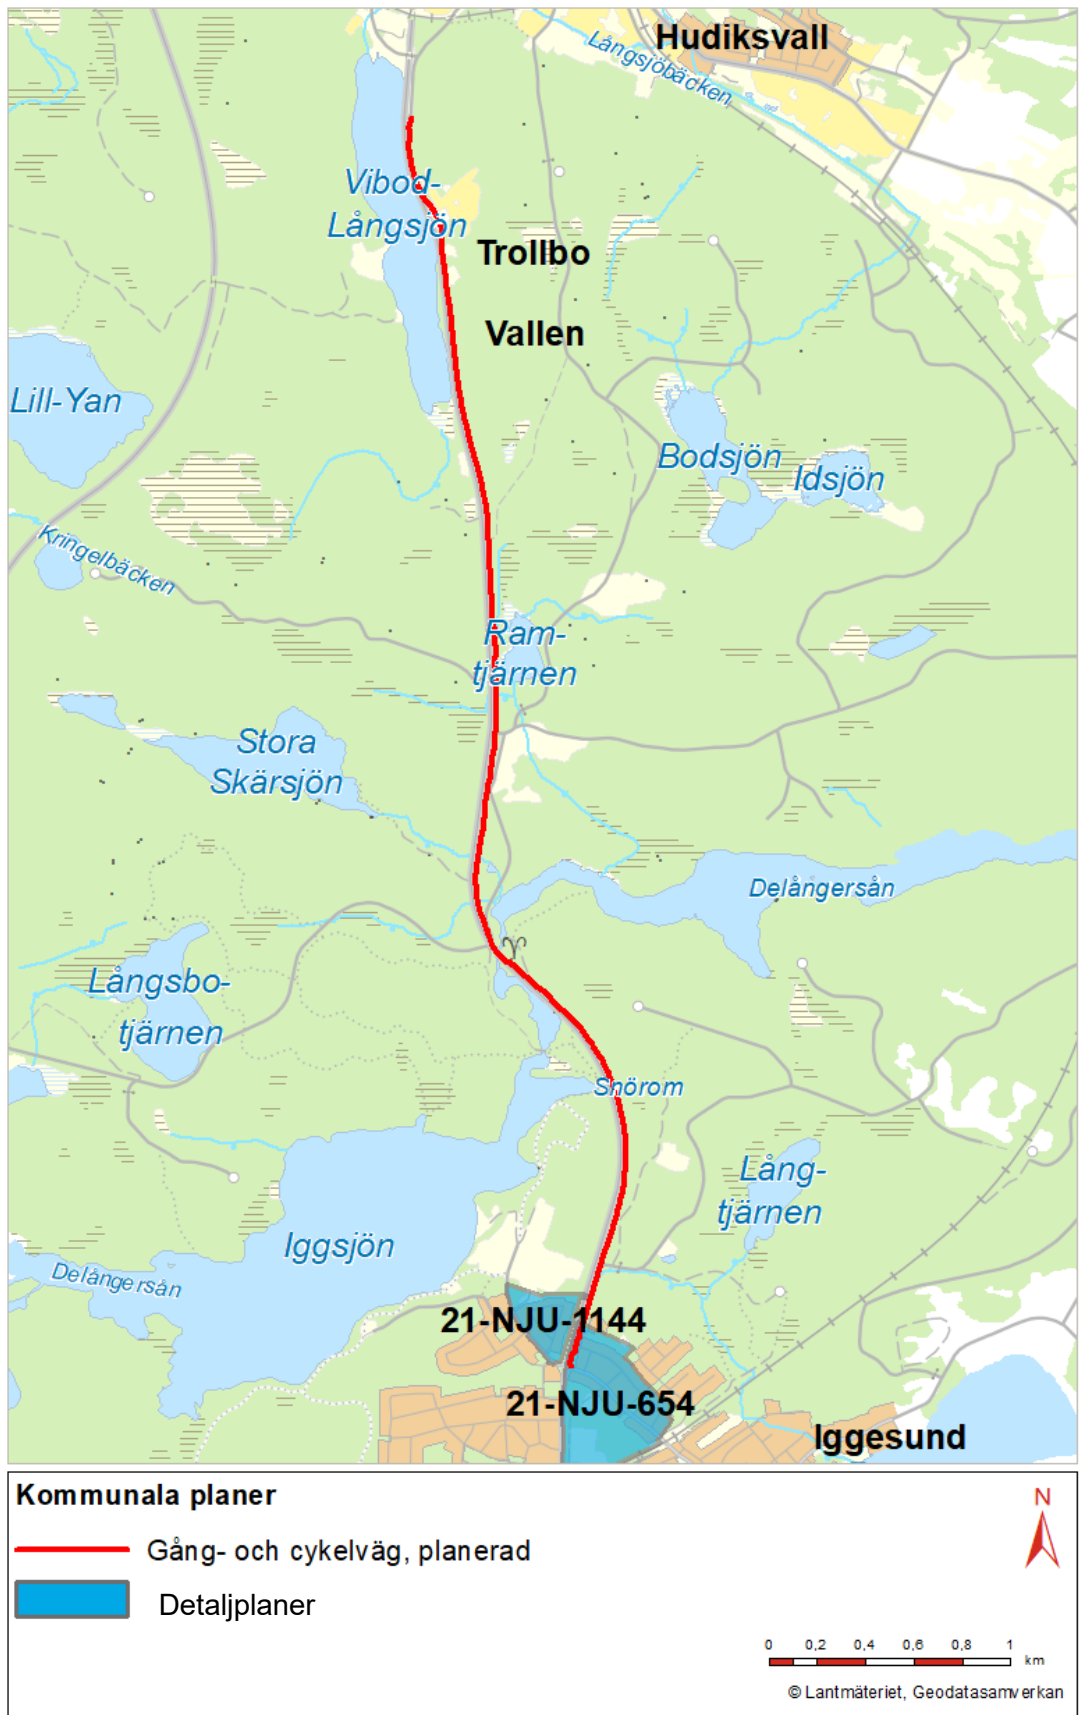 Hudiksvall
Långsjöbäcken
Vibod-
Långsjön
Trollbo
Vallen
Lill-Yan
Bodsjön
Idsjön
Kringelbäcken
Ram-
tjärnen
Stora
Skärsjön
Delångersån
Långsbo-
tjärnen
Snörom
Lång-
tjärnen
Iggsjön
Delångersån
21-NJU-1144
21-NJU-654
Iggesund
Kommunala planer
N
Gång- och cykelväg, planerad
Detaljplaner
0 0,2 0,4 0,6 0,8 1
km
© Lantmäteriet, Geodatasamverkan